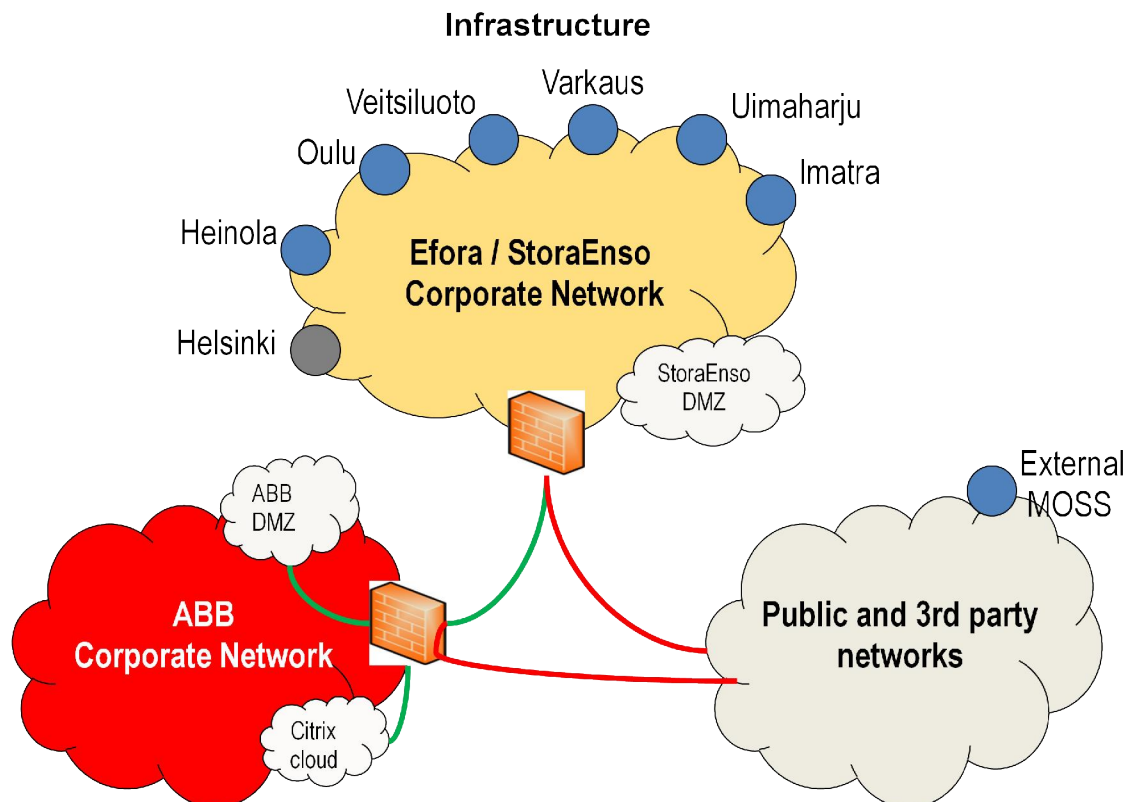 Infrastructure
Varkaus
Veitsiluoto
Uimaharju
Oulu
Imatra
Heinola
Efora / StoraEnso
Corporate Network
Helsinki
StoraEnso
DMZ
External
MOSS
ABB
DMZ
ABB
Corporate Network
Public and 3rd party
networks
Citrix
cloud